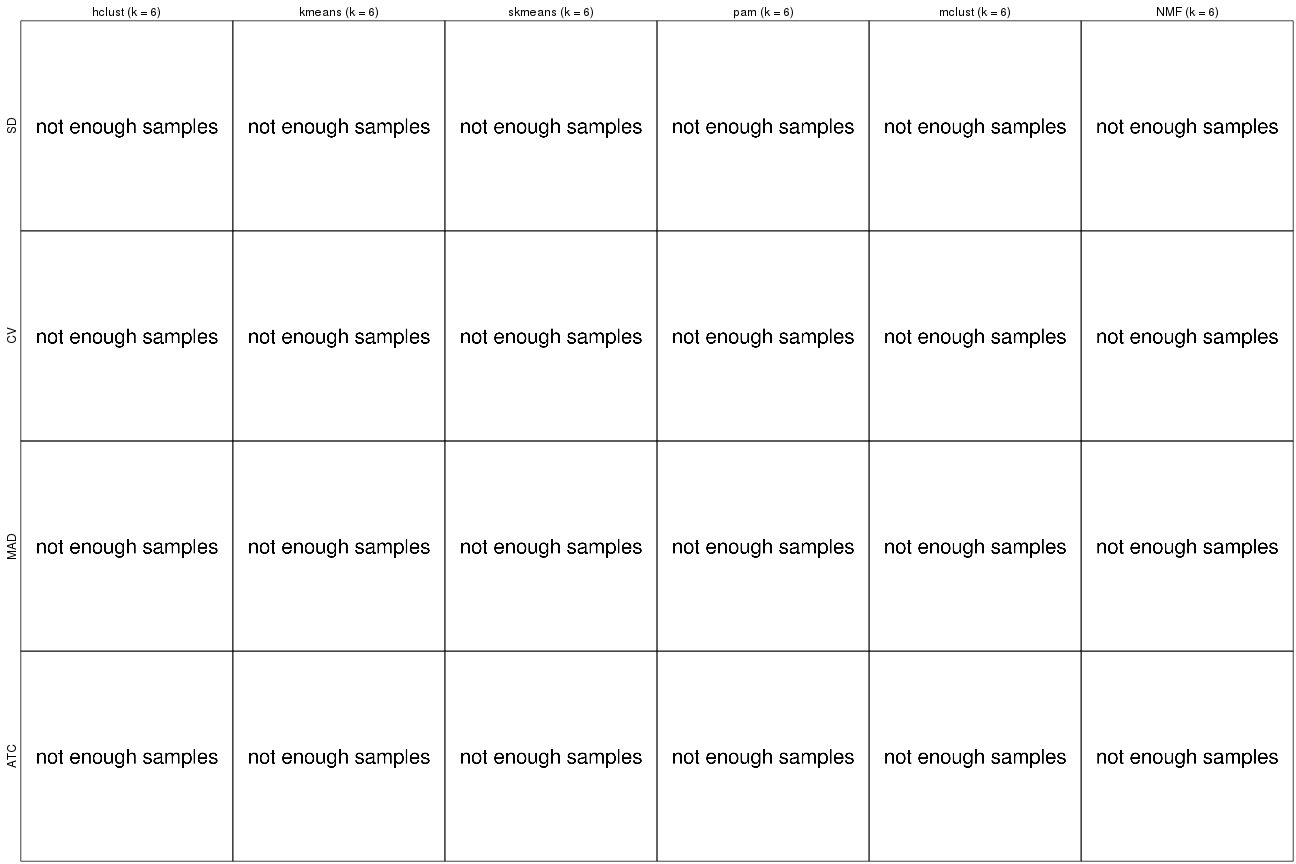 hclust (k = 6) kmeans (k = 6) skmeans (k = 6) pam (k = 6) mclust (k = 6) NMF (k = 6)
SD not enough samples not enough samples not enough samples not enough samples not enough samples not enough samples
CV not enough samples not enough samples not enough samples not enough samples not enough samples not enough samples
MAD not enough samples not enough samples not enough samples not enough samples not enough samples not enough samples
ATC not enough samples not enough samples not enough samples not enough samples not enough samples not enough samples